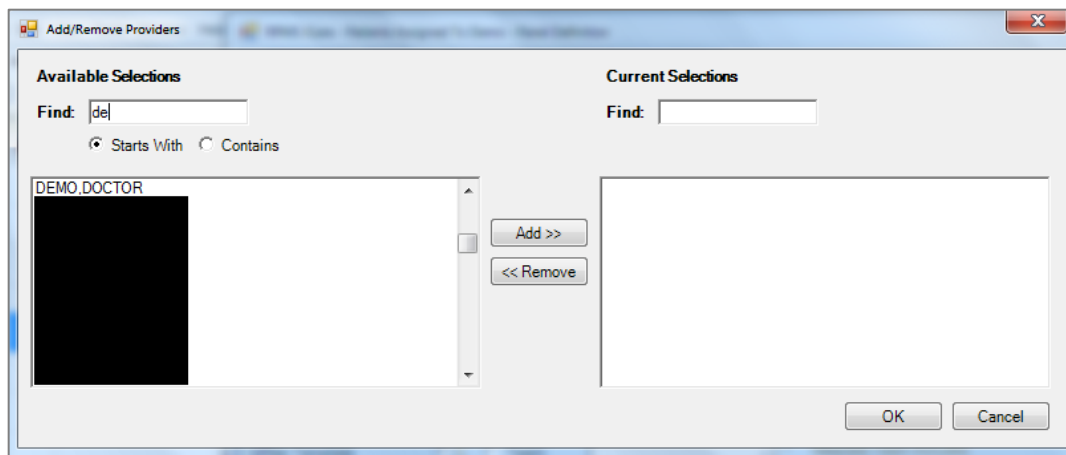 Add/Remove Providers
Available Selections
Current Selections
Find: de
Find:
Starts With Contains
DEMO,DOCTOR
Add >>
<< Remove
OK Cancel